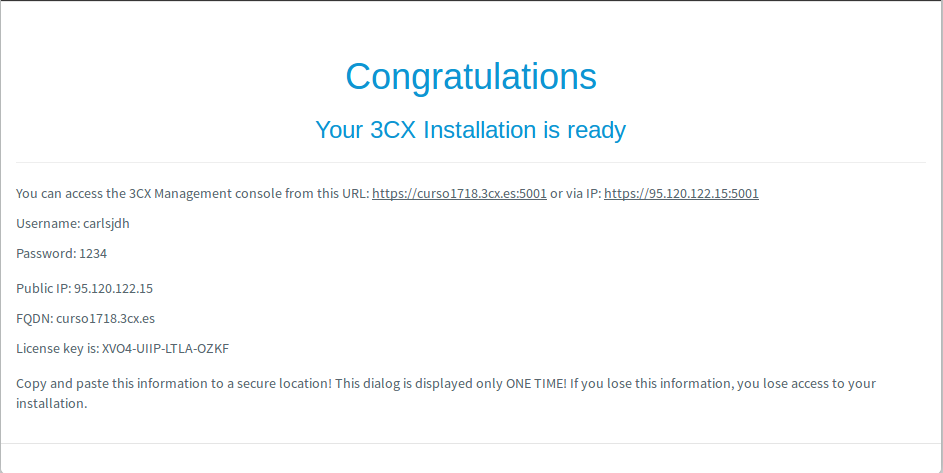 Congratulations
Your 3CX Installation is ready
You can access the 3CX Management console from this URL: https://curso1718.3cx.es:5001 or via IP: https://95.120.122.15:5001
Username: carlsjdh
Password: 1234
Public IP: 95.120.122.15
FQDN: curso1718.3cx.es
License key is: XVO4-UIIP-LTLA-OZKF
Copy and paste this information to a secure location! This dialog is displayed only ONE TIME! If you lose this information, you lose access to your
installation.